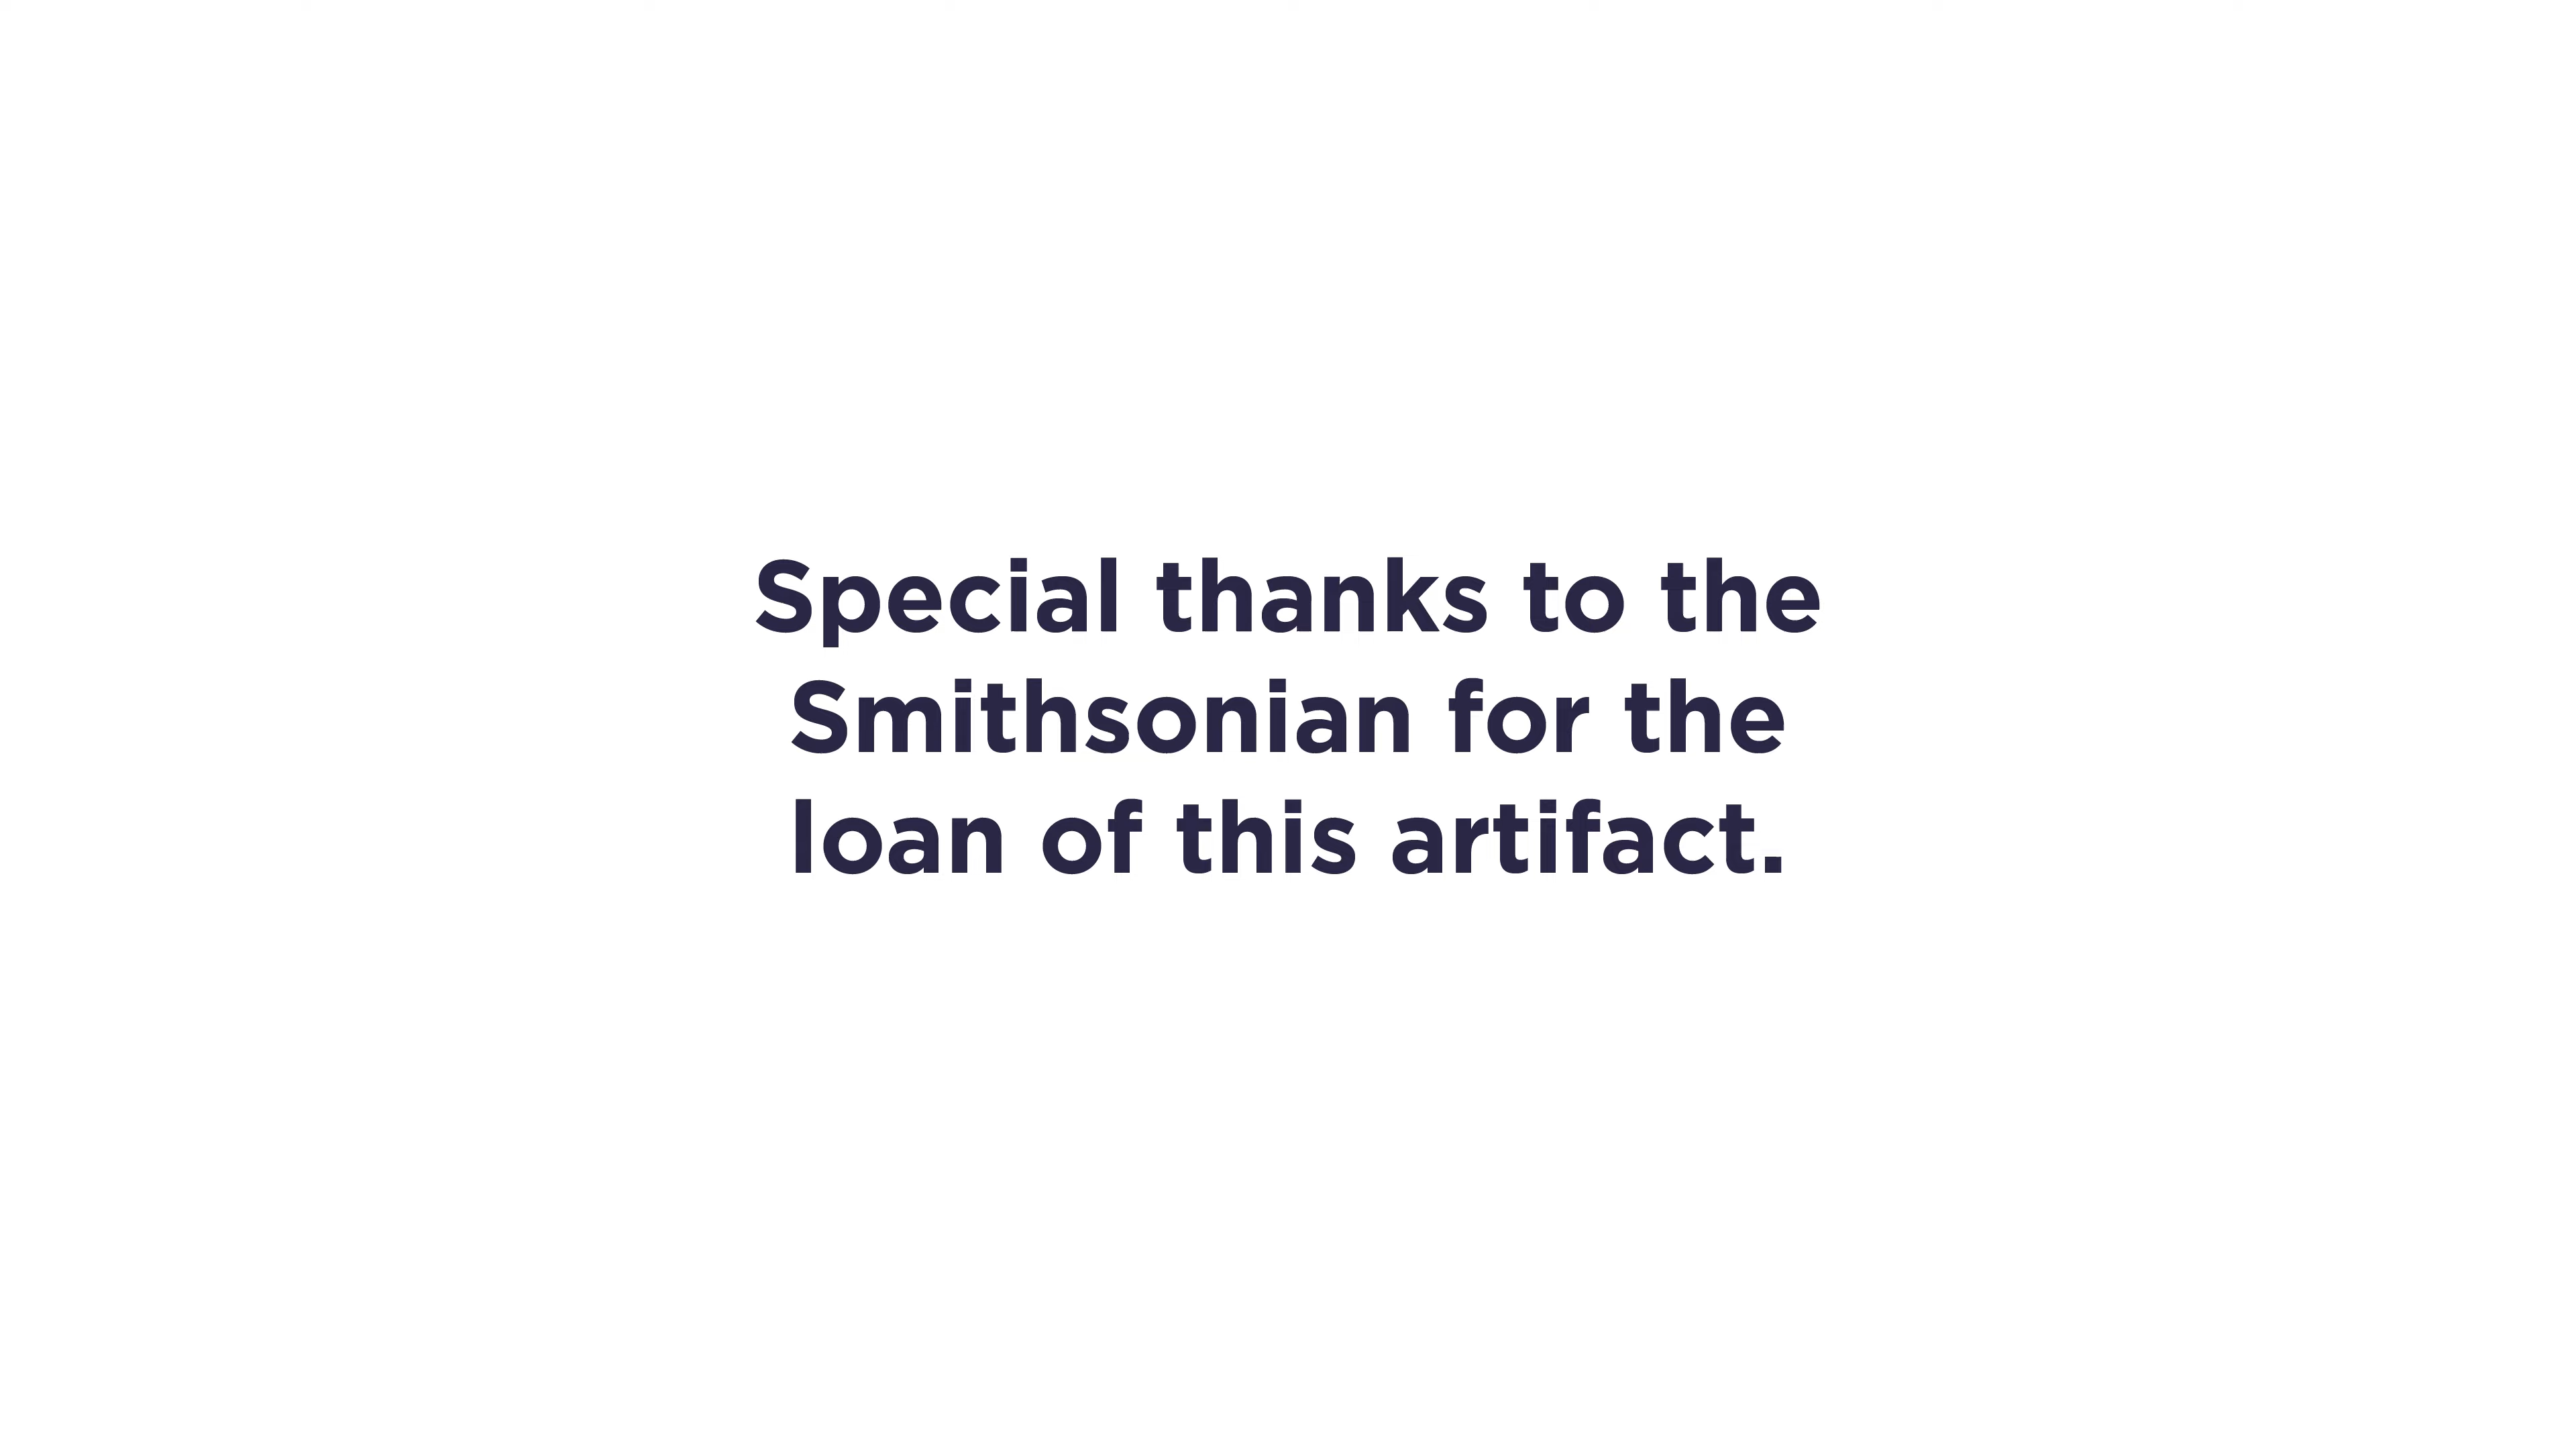 Special thanks to the
Smithsonian for the
loan of this artifact.